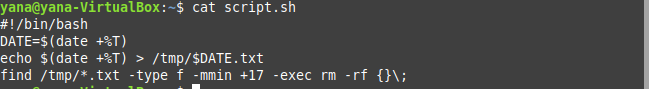 yana@yana-VirtualBox:~$ cat script.sh
#!/bin/bash
DATE=$(date +%T)
echo $(date +%T) > /tmp/$DATE.txt
find /tmp/*.txt -type f -mmin +17 -exec rm -rf {}\;